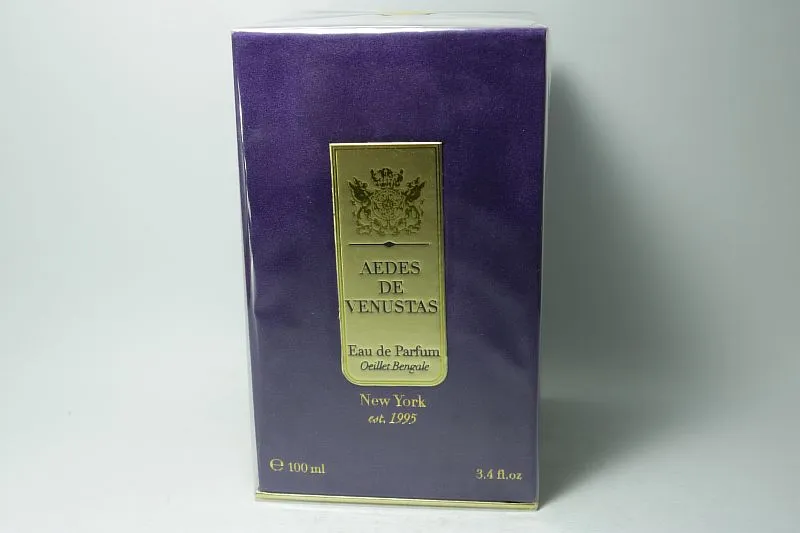 AEDES
DE
VENUSTAS
Eau de Parfum
Oeillet Bengale
New York
est. 1995
℮ 100 ml
3.4 fl.oz